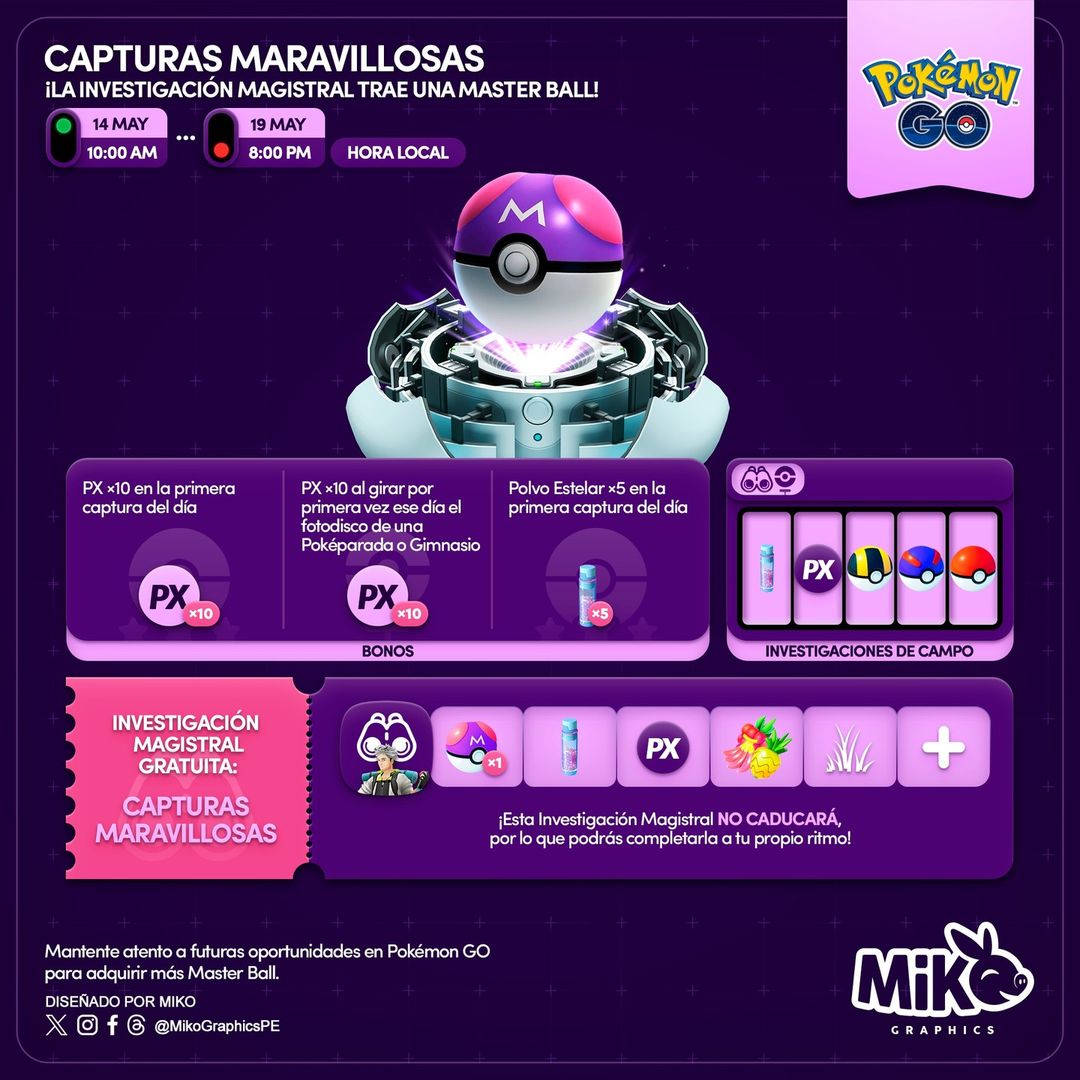 CAPTURAS MARAVILLOSAS
¡LA INVESTIGACIÓN MAGISTRAL TRAE UNA MASTER BALL!
14 MAY
10:00 AM
...
19 MAY
8:00 PM
HORA LOCAL
POKÉMON
GO
M
PX ×10 en la primera
captura del día
PX
×10
PX ×10 al girar por
primera vez ese día el
fotodisco de una
Poképarada o Gimnasio
PX
×10
Polvo Estelar ×5 en la
primera captura del día
×5
BONOS
PX
INVESTIGACIONES DE CAMPO
INVESTIGACIÓN
MAGISTRAL
GRATUITA:
CAPTURAS
MARAVILLOSAS
M
×1
PX
+
¡Esta Investigación Magistral NO CADUCARÁ,
por lo que podrás completarla a tu propio ritmo!
Mantente atento a futuras oportunidades en Pokémon GO
para adquirir más Master Ball.
DISEÑADO POR MIKO
@MikoGraphicsPE
MIKO
GRAPHICS